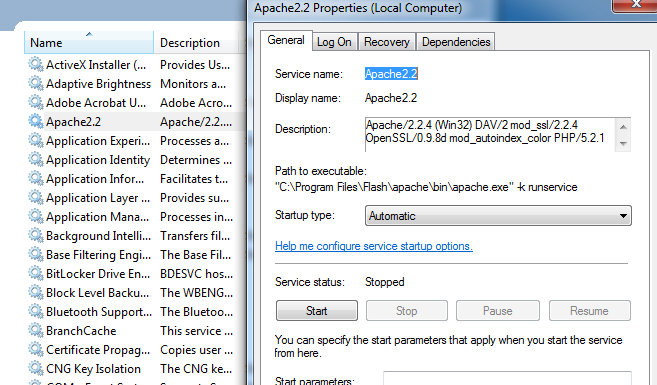 Apache2.2 Properties (Local Computer)
Name
Description
ActiveX Installer (... Provides Us...
Adaptive Brightness Monitors a...
Adobe Acrobat U... Adobe Acro...
Apache2.2 Apache/2.2....
Application Experi... Processes a...
Application Identity Determines ...
Application Infor... Facilitates t...
Application Layer ... Provides su...
Application Mana... Processes in...
Background Intelli... Transfers fil...
Base Filtering Engi... The Base Fil...
BitLocker Drive En... BDESVC hos...
Block Level Backu... The WBENG...
Bluetooth Support... The Bluetoo...
BranchCache This service ...
Certificate Propag... Copies user ...
CNG Key Isolation The CNG ke...
General
Log On
Recovery
Dependencies
Service name: Apache2.2
Display name: Apache2.2
Description: Apache/2.2.4 (Win32) DAV/2 mod_ssl/2.2.4
OpenSSL/0.9.8d mod_autoindex_color PHP/5.2.1
Path to executable:
"C:\Program Files\Flash\apache\bin\apache.exe" -k runservice
Startup type: Automatic
Help me configure service startup options.
Service status: Stopped
Start
Stop
Pause
Resume
You can specify the start parameters that apply when you start the service
from here.
Start parameters: